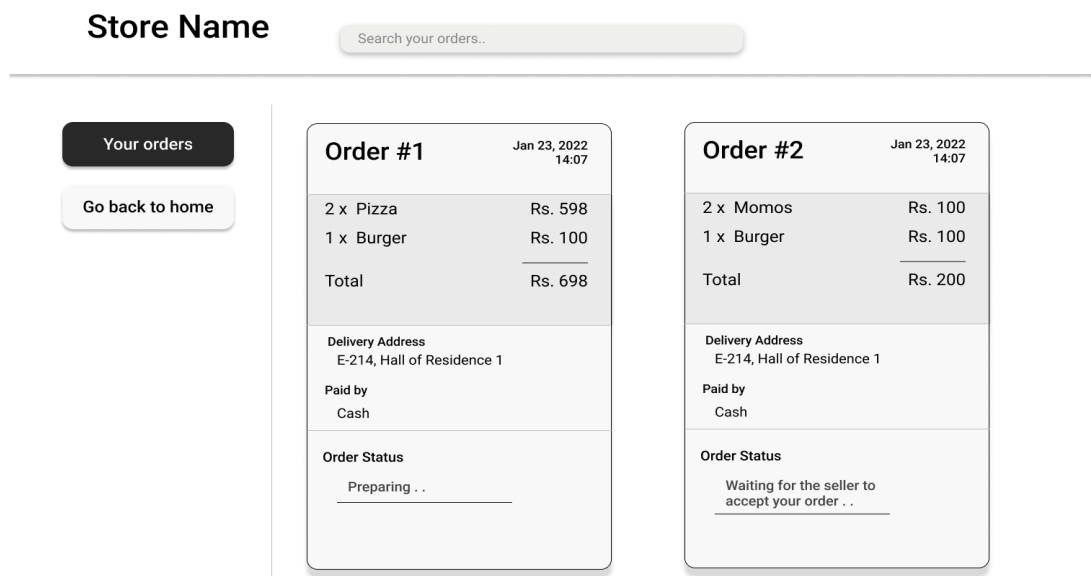 Store Name
Search your orders..
Your orders
Go back to home
Order #1
Jan 23, 2022
14:07
2 x Pizza Rs. 598
1 x Burger Rs. 100
Total Rs. 698
Delivery Address
E-214, Hall of Residence 1
Paid by
Cash
Order Status
Preparing . .
Order #2
Jan 23, 2022
14:07
2 x Momos Rs. 100
1 x Burger Rs. 100
Total Rs. 200
Delivery Address
E-214, Hall of Residence 1
Paid by
Cash
Order Status
Waiting for the seller to
accept your order . .